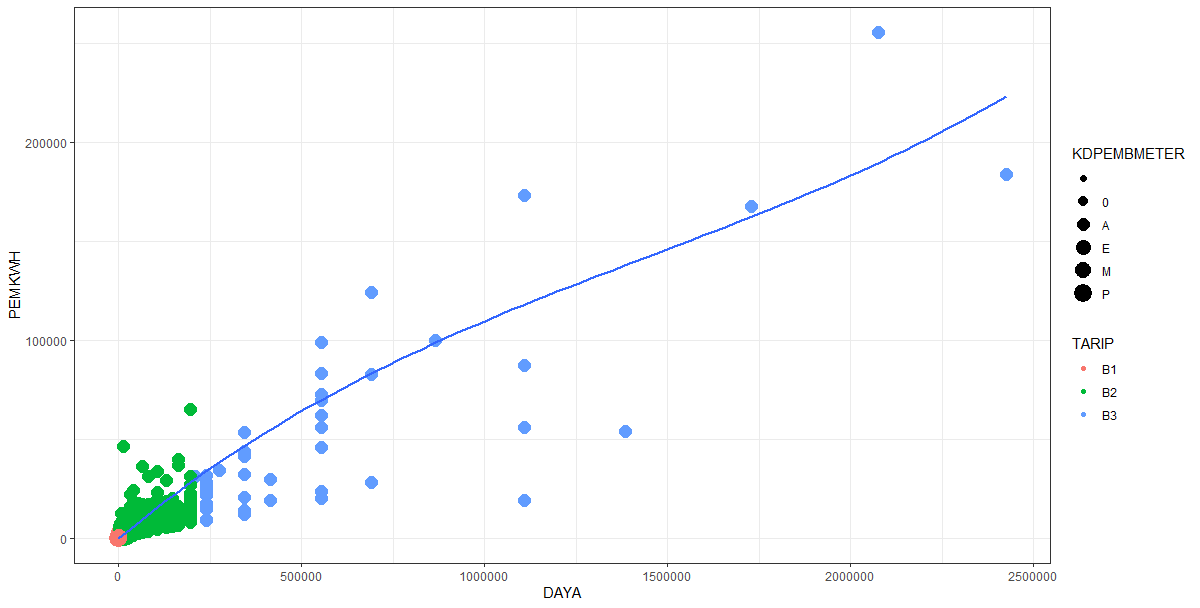 200000
100000
0
PEMKWH
0
500000
1000000
1500000
2000000
2500000
DAYA
KDPEMBMETER
0
A
E
M
P
TARIP
B1
B2
B3